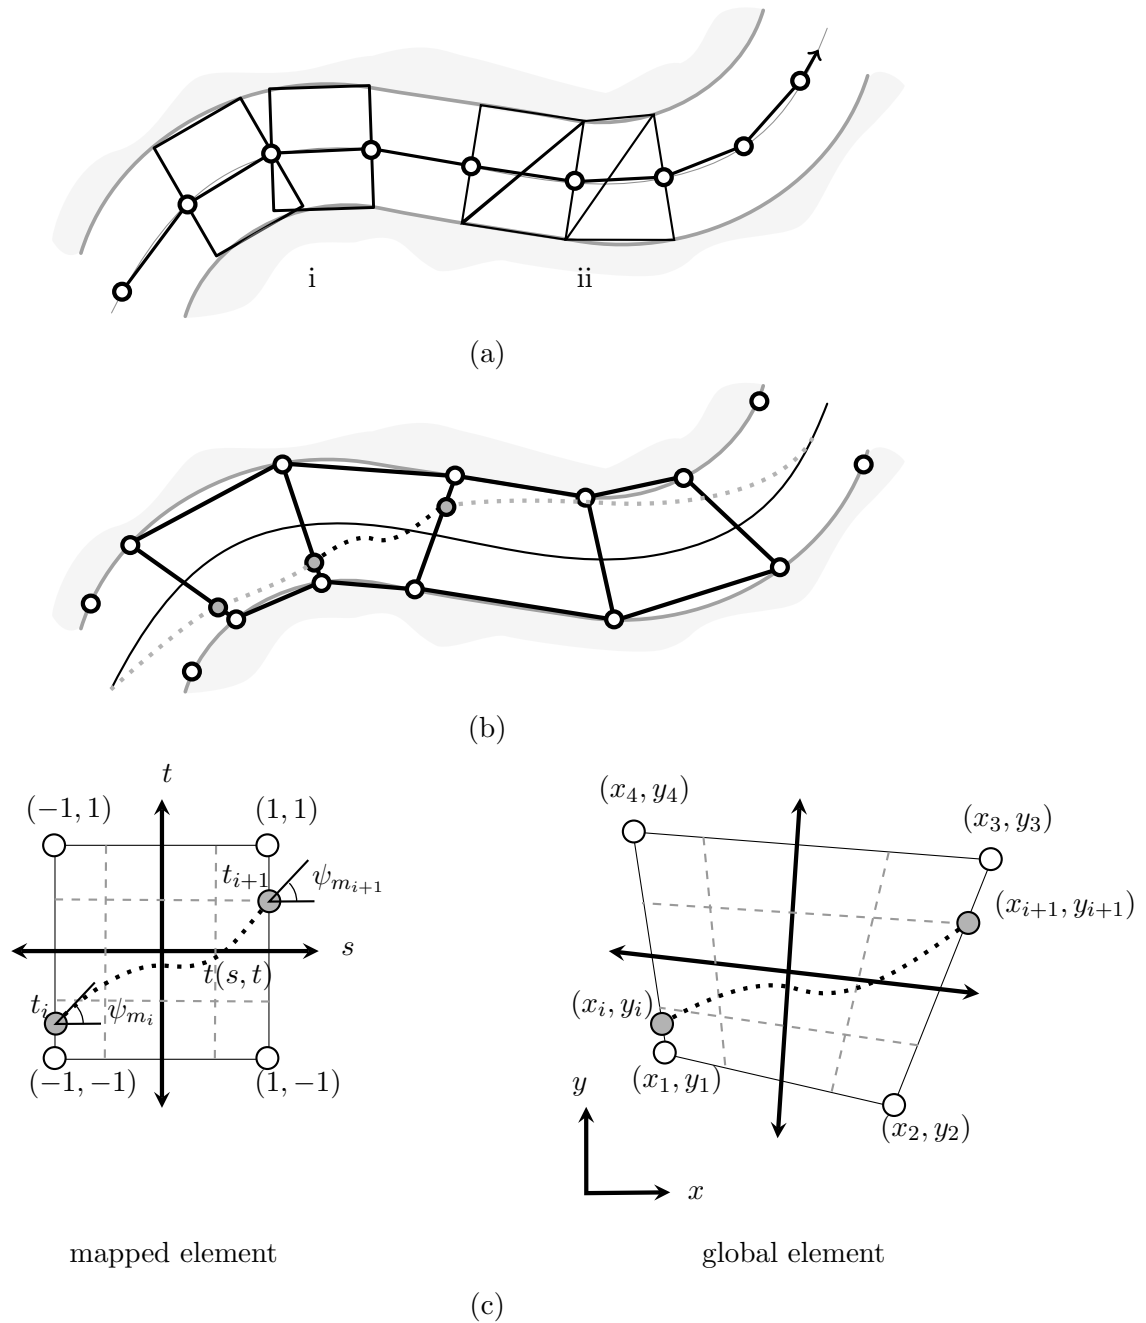 i
ii
(a)
(b)
t
(−1, 1)
(1, 1)
t_{i+1}
ψ_{m_{i+1}}
s
t(s, t)
t_i
ψ_{m_i}
(−1, −1)
(1, −1)
(x_4, y_4)
(x_3, y_3)
(x_{i+1}, y_{i+1})
(x_i, y_i)
(x_1, y_1)
(x_2, y_2)
y
x
mapped element
global element
(c)